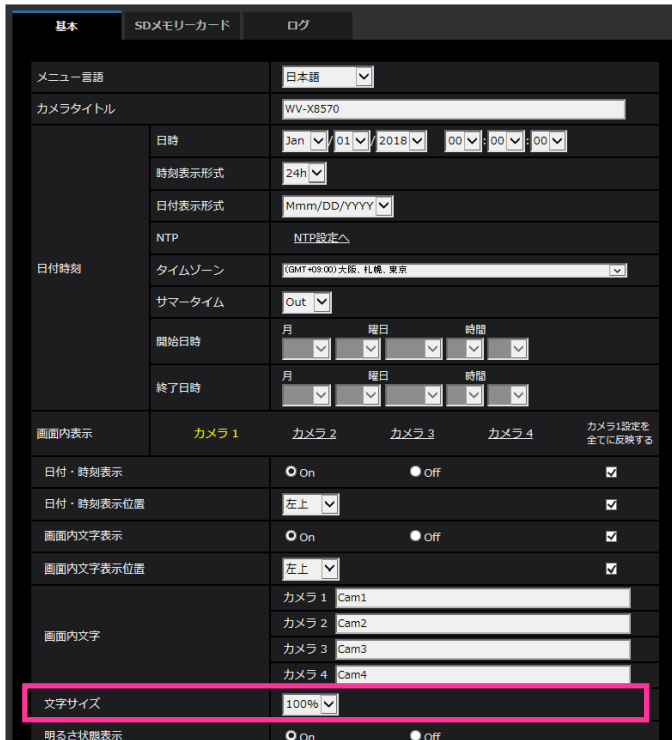 基本 SDメモリーカード ログ
メニュー言語 日本語
カメラタイトル WV-X8570
日付時刻
日時 Jan / 01 / 2018 00 : 00 : 00
時刻表示形式 24h
日付表示形式 Mmm/DD/YYYY
NTP NTP設定へ
タイムゾーン (GMT+09:00)大阪、札幌、東京
サマータイム Out
開始日時 月 曜日 時間
終了日時 月 曜日 時間
画面内表示 カメラ 1 カメラ 2 カメラ 3 カメラ 4 カメラ1設定を
全てに反映する
日付・時刻表示 On Off
日付・時刻表示位置 左上
画面内文字表示 On Off
画面内文字表示位置 左上
画面内文字
カメラ 1 Cam1
カメラ 2 Cam2
カメラ 3 Cam3
カメラ 4 Cam4
文字サイズ 100%
明るさ状態表示 On Off